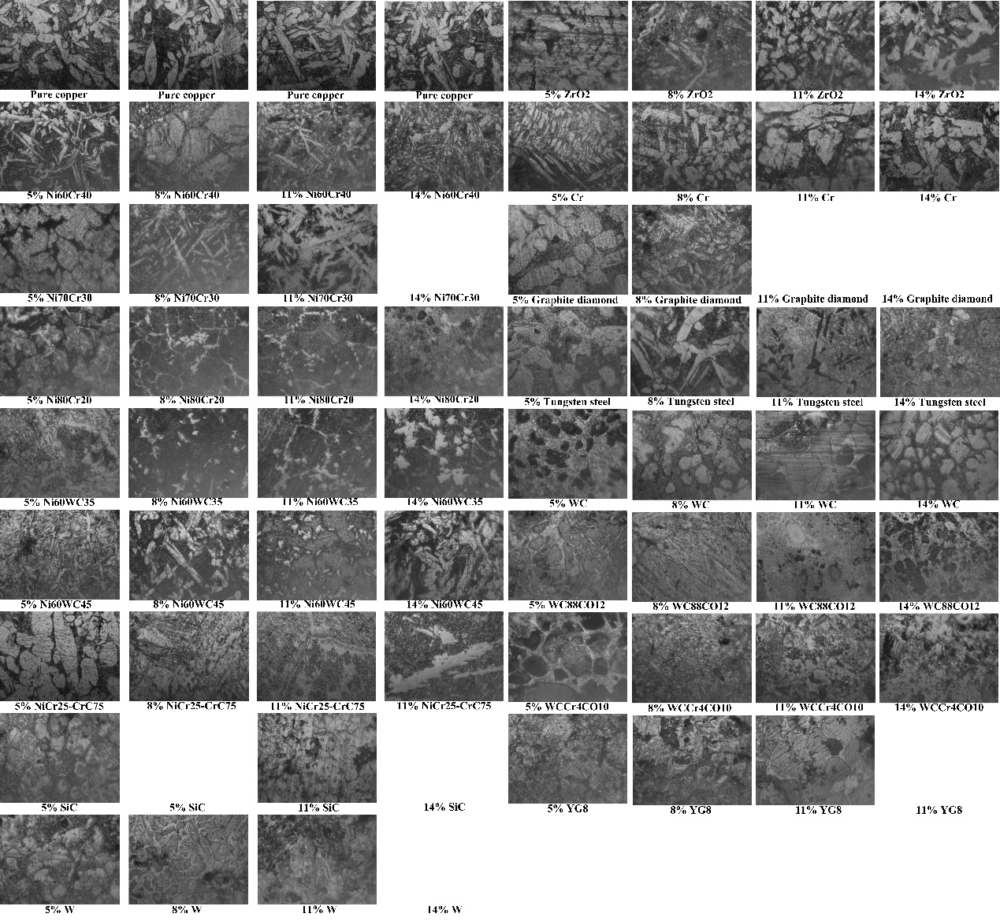 Pure copper Pure copper Pure copper Pure copper 5% ZrO2 8% ZrO2 11% ZrO2 14% ZrO2
5% Ni60Cr40 8% Ni60Cr40 11% Ni60Cr40 14% Ni60Cr40 5% Cr 8% Cr 11% Cr 14% Cr
5% Ni70Cr30 8% Ni70Cr30 11% Ni70Cr30 14% Ni70Cr30 5% Graphite diamond 8% Graphite diamond 11% Graphite diamond 14% Graphite diamond
5% Ni80Cr20 8% Ni80Cr20 11% Ni80Cr20 14% Ni80Cr20 5% Tungsten steel 8% Tungsten steel 11% Tungsten steel 14% Tungsten steel
5% Ni60WC35 8% Ni60WC35 11% Ni60WC35 14% Ni60WC35 5% WC 8% WC 11% WC 14% WC
5% Ni60WC45 8% Ni60WC45 11% Ni60WC45 14% Ni60WC45 5% WC88CO12 8% WC88CO12 11% WC88CO12 14% WC88CO12
5% NiCr25-CrC75 8% NiCr25-CrC75 11% NiCr25-CrC75 11% NiCr25-CrC75 5% WCCr4CO10 8% WCCr4CO10 11% WCCr4CO10 14% WCCr4CO10
5% SiC 5% SiC 11% SiC 14% SiC 5% YG8 8% YG8 11% YG8 11% YG8
5% W 8% W 11% W 14% W